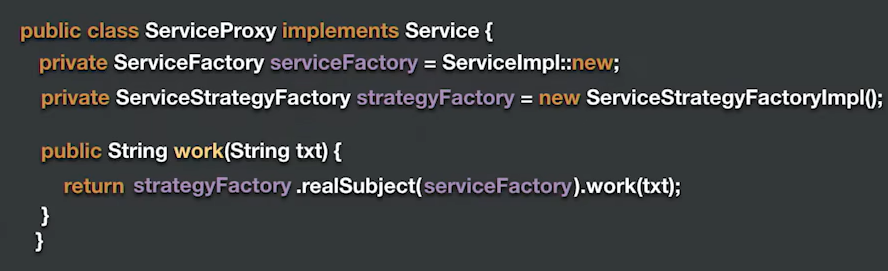 public class ServiceProxy implements Service {
private ServiceFactory serviceFactory = ServiceImpl::new;
private ServiceStrategyFactory strategyFactory = new ServiceStrategyFactoryImpl();
public String work(String txt) {
return strategyFactory .realSubject(serviceFactory).work(txt);
}
}